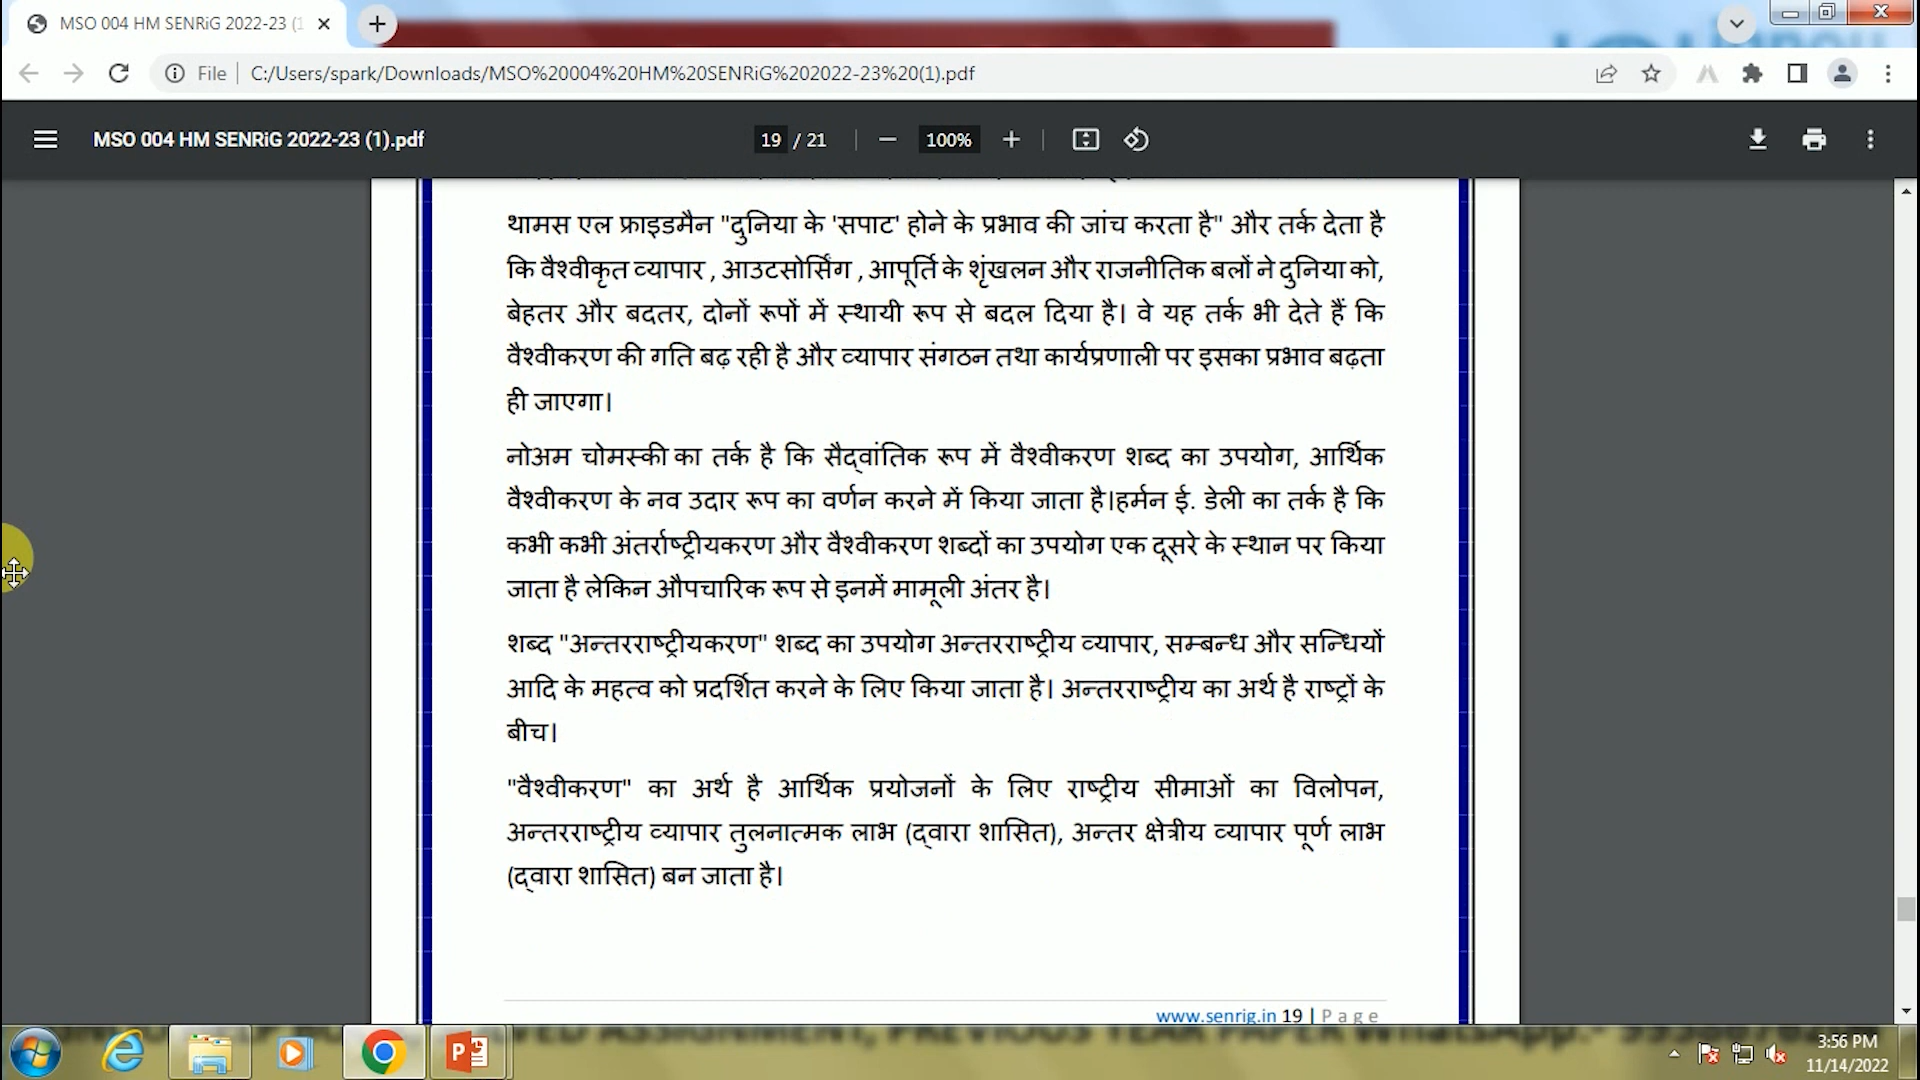 MSO 004 HM SENRiG 2022-23 (1
File
C:/Users/spark/Downloads/MSO%20004%20HM%20SENRiG%202022-23%20(1).pdf
MSO 004 HM SENRiG 2022-23 (1).pdf
19 / 21
100%
थामस एल फ्राइडमैन "दुनिया के 'सपाट' होने के प्रभाव की जांच करता है" और तर्क देता है
कि वैश्वीकृत व्यापार , आउटसोर्सिंग , आपूर्ति के शृंखलन और राजनीतिक बलों ने दुनिया को,
बेहतर और बदतर, दोनों रूपों में स्थायी रूप से बदल दिया है। वे यह तर्क भी देते हैं कि
वैश्वीकरण की गति बढ़ रही है और व्यापार संगठन तथा कार्यप्रणाली पर इसका प्रभाव बढ़ता
ही जाएगा।
नोअम चोमस्की का तर्क है कि सैद्वांतिक रूप में वैश्वीकरण शब्द का उपयोग, आर्थिक
वैश्वीकरण के नव उदार रूप का वर्णन करने में किया जाता है।हर्मन ई. डेली का तर्क है कि
कभी कभी अंतर्राष्ट्रीयकरण और वैश्वीकरण शब्दों का उपयोग एक दूसरे के स्थान पर किया
जाता है लेकिन औपचारिक रूप से इनमें मामूली अंतर है।
शब्द "अन्तरराष्ट्रीयकरण" शब्द का उपयोग अन्तरराष्ट्रीय व्यापार, सम्बन्ध और सन्धियों
आदि के महत्व को प्रदर्शित करने के लिए किया जाता है। अन्तरराष्ट्रीय का अर्थ है राष्ट्रों के
बीच।
"वैश्वीकरण" का अर्थ है आर्थिक प्रयोजनों के लिए राष्ट्रीय सीमाओं का विलोपन,
अन्तरराष्ट्रीय व्यापार तुलनात्मक लाभ (द्वारा शासित), अन्तर क्षेत्रीय व्यापार पूर्ण लाभ
(द्वारा शासित) बन जाता है।
www.senrig.in 19 | Page
3:56 PM
11/14/2022